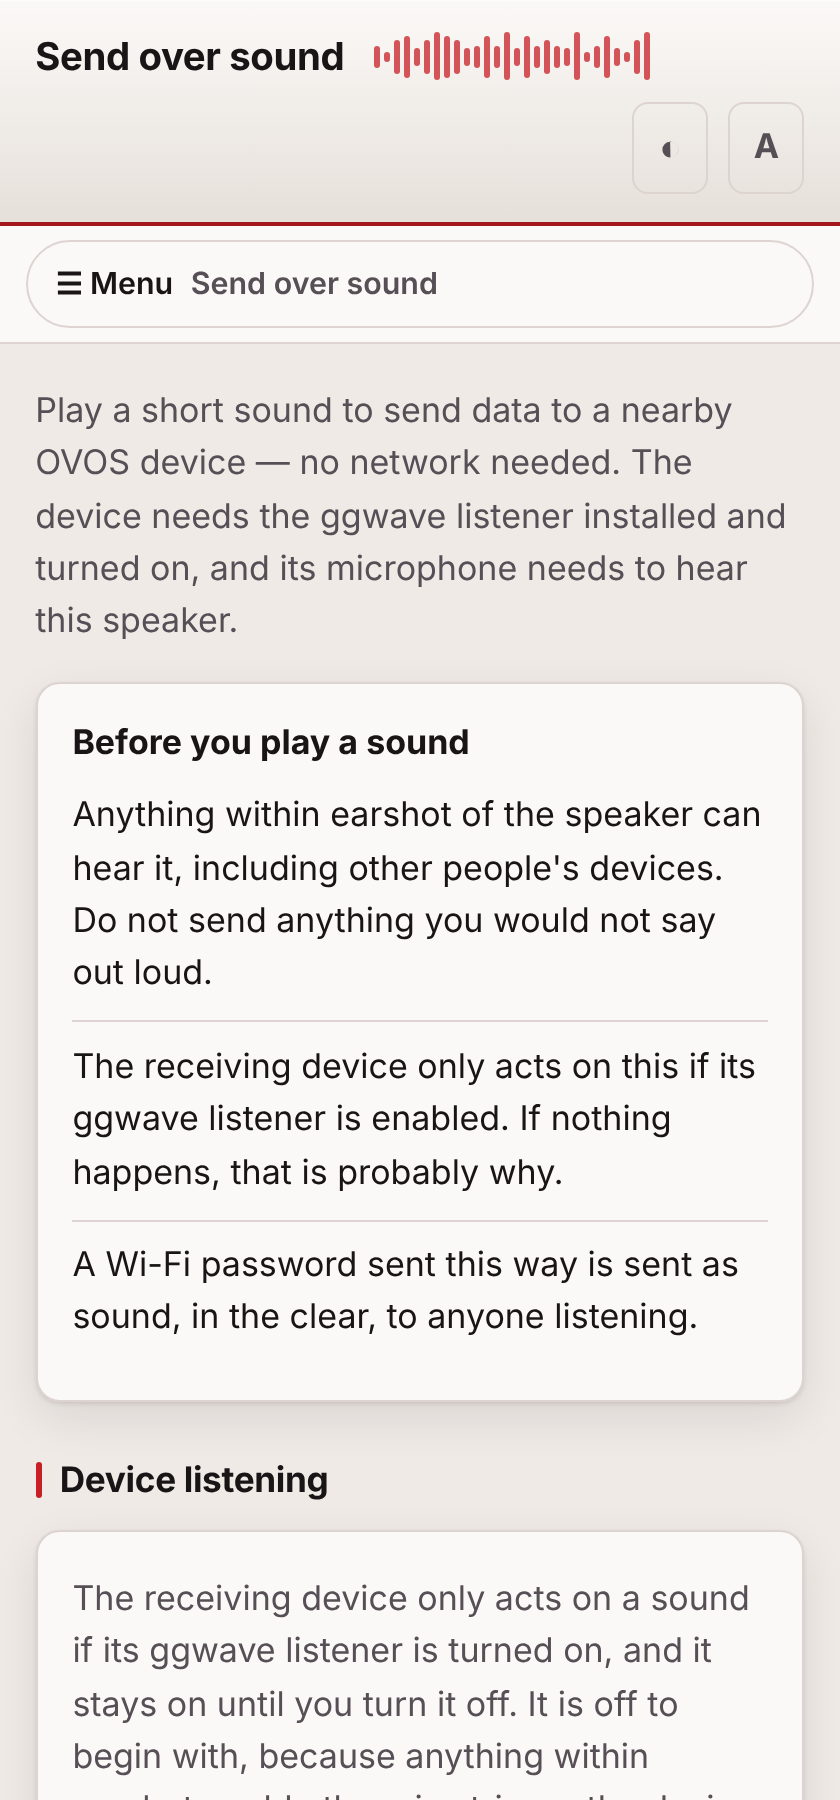 Send over sound
A
☰ Menu Send over sound
Play a short sound to send data to a nearby
OVOS device — no network needed. The
device needs the ggwave listener installed and
turned on, and its microphone needs to hear
this speaker.
Before you play a sound
Anything within earshot of the speaker can
hear it, including other people's devices.
Do not send anything you would not say
out loud.
The receiving device only acts on this if its
ggwave listener is enabled. If nothing
happens, that is probably why.
A Wi-Fi password sent this way is sent as
sound, in the clear, to anyone listening.
Device listening
The receiving device only acts on a sound
if its ggwave listener is turned on, and it
stays on until you turn it off. It is off to
begin with, because anything within